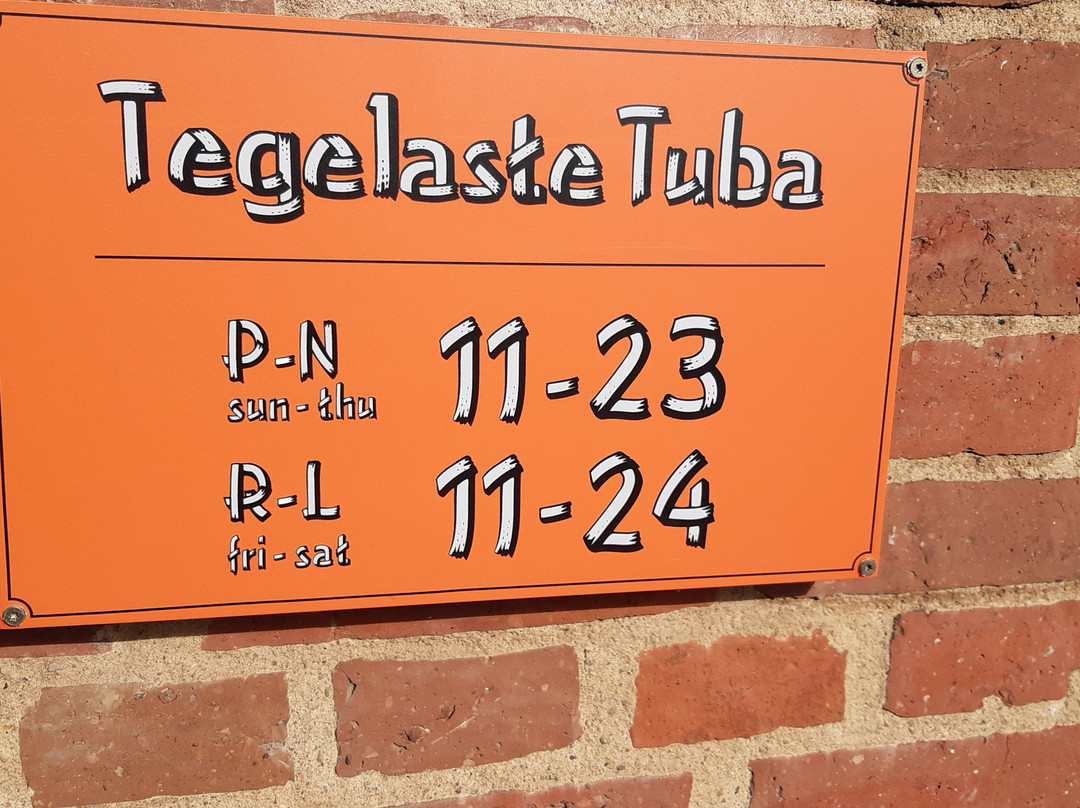 Tegelaste Tuba
P-N 11-23
sun-thu
R-L 11-24
fri-sat